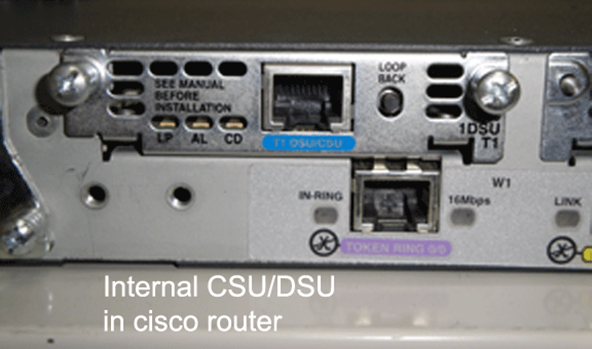 LOOP
BACK
SEE MANUAL
BEFORE
INSTALLATION
LP AL CD
T1 DSU/CSU
1DSU
T1
W1
IN-RING
16Mbps
LINK
TOKEN RING 0/0
Internal CSU/DSU
in cisco router